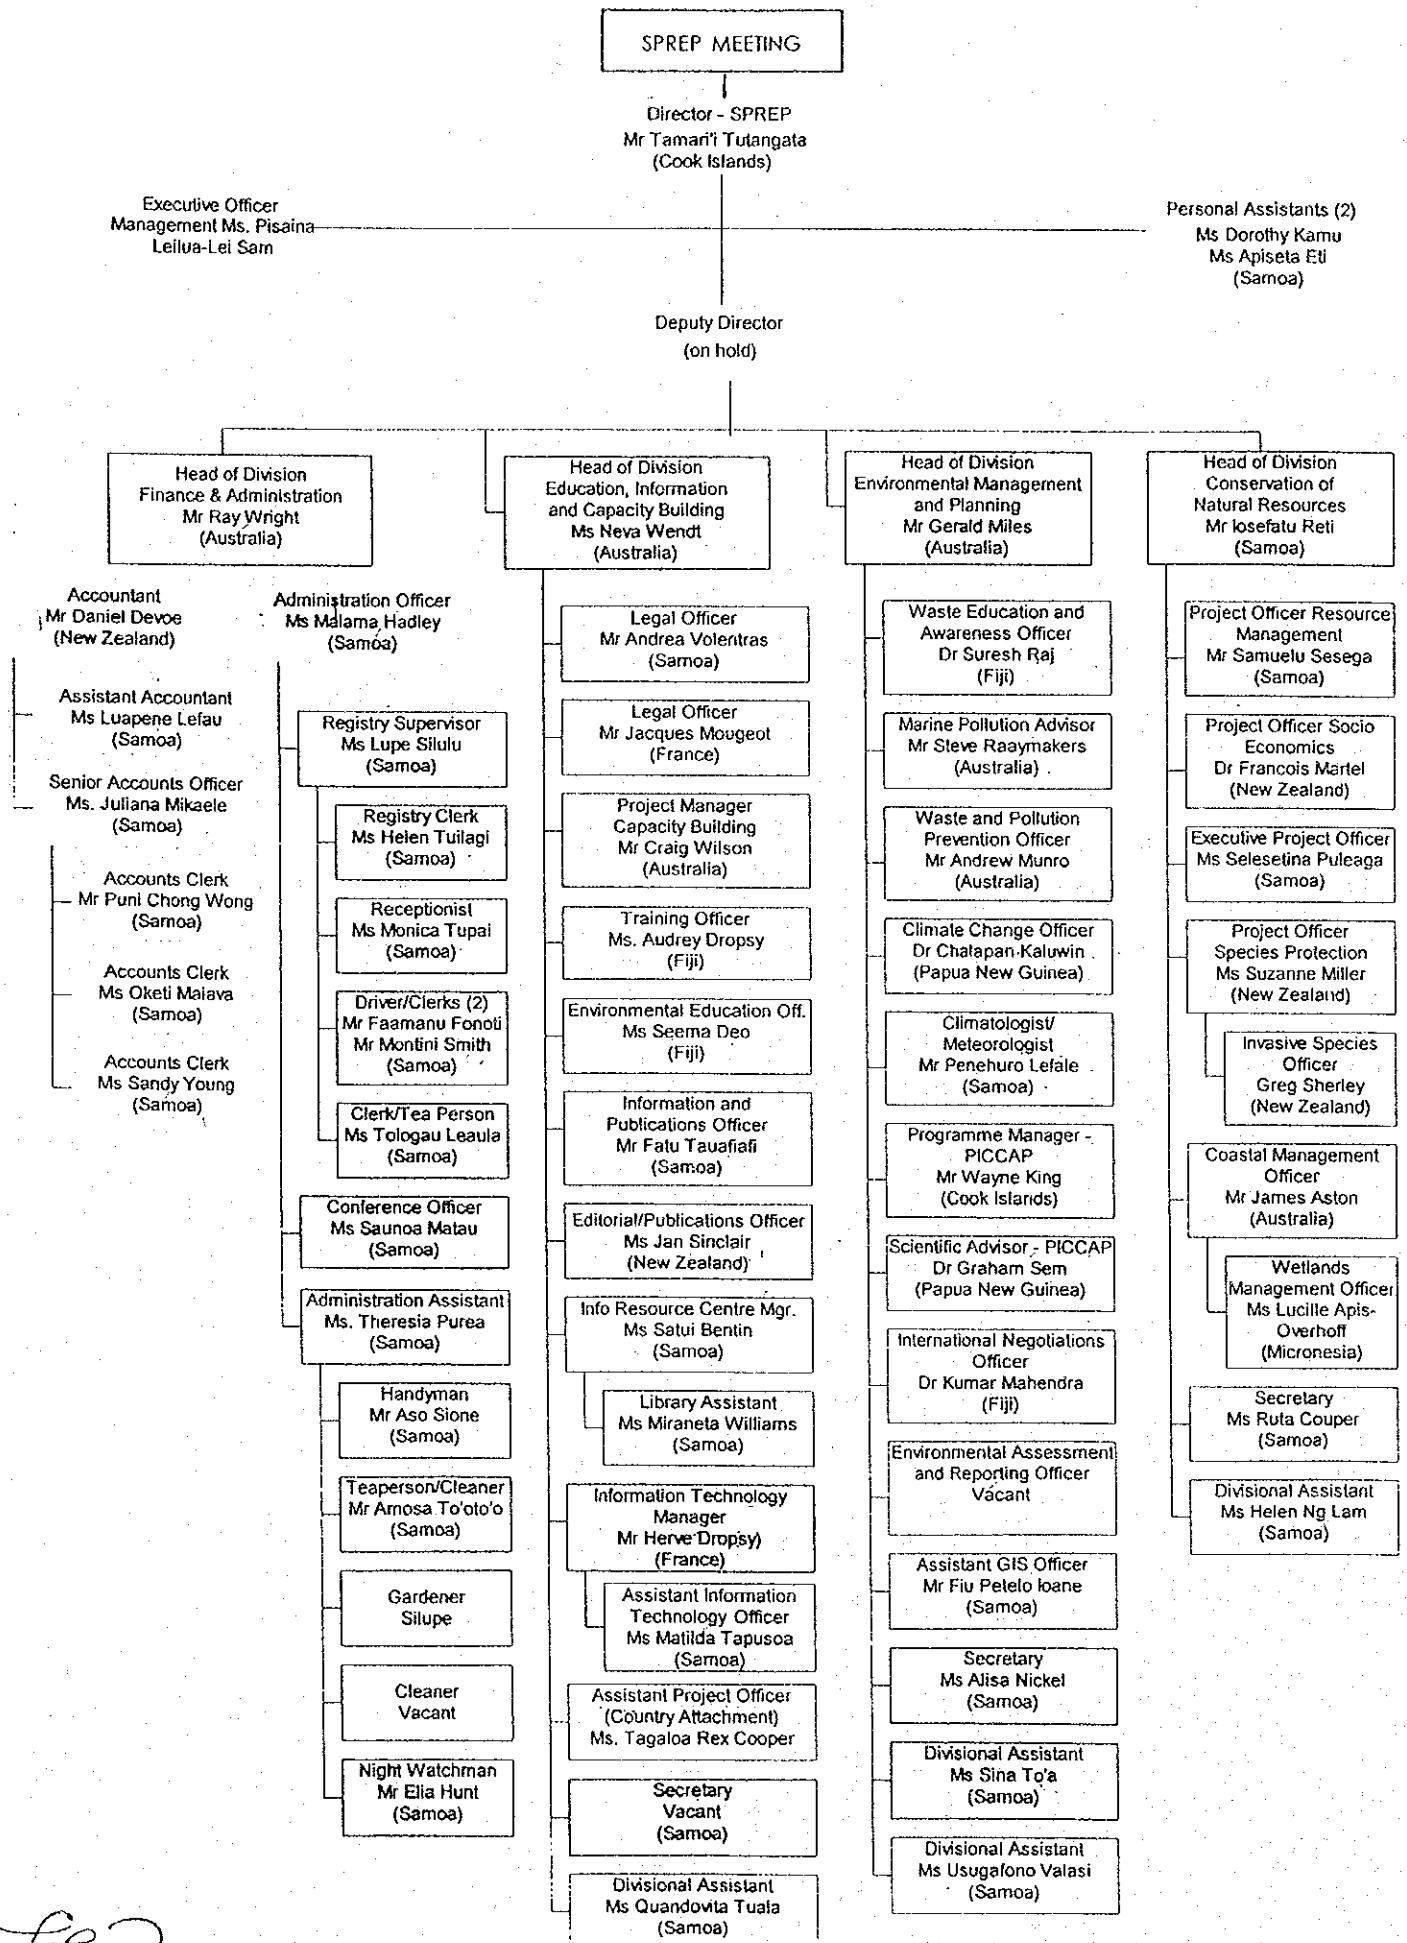 SPREP MEETING
Director - SPREP
Mr Tamari'i Tutangata
(Cook Islands)
Executive Officer
Management Ms. Pisaina
Leilua-Lei Sam
Personal Assistants (2)
Ms Dorothy Kamu
Ms Apiseta Eti
(Samoa)
Deputy Director
(on hold)
Head of Division
Finance & Administration
Mr Ray Wright
(Australia)
Accountant
Mr Daniel Devoe
(New Zealand)
Assistant Accountant
Ms Luapene Lefau
(Samoa)
Senior Accounts Officer
Ms. Juliana Mikaele
(Samoa)
Accounts Clerk
Mr Puni Chong Wong
(Samoa)
Accounts Clerk
Ms Oketi Maiava
(Samoa)
Accounts Clerk
Ms Sandy Young
(Samoa)
Administration Officer
Ms Malama Hadley
(Samoa)
Registry Supervisor
Ms Lupe Silulu
(Samoa)
Registry Clerk
Ms Helen Tuilagi
(Samoa)
Receptionist
Ms Monica Tupai
(Samoa)
Driver/Clerks (2)
Mr Faamanu Fonoti
Mr Montini Smith
(Samoa)
Clerk/Tea Person
Ms Tologau Leaula
(Samoa)
Conference Officer
Ms Saunoa Matau
(Samoa)
Administration Assistant
Ms. Theresia Purea
(Samoa)
Handyman
Mr Aso Sione
(Samoa)
Teaperson/Cleaner
Mr Amosa To'oto'o
(Samoa)
Gardener
Silupe
Cleaner
Vacant
Night Watchman
Mr Elia Hunt
(Samoa)
Head of Division
Education, Information
and Capacity Building
Ms Neva Wendt
(Australia)
Legal Officer
Mr Andrea Volentras
(Samoa)
Legal Officer
Mr Jacques Mougeot
(France)
Project Manager
Capacity Building
Mr Craig Wilson
(Australia)
Training Officer
Ms. Audrey Dropsy
(Fiji)
Environmental Education Off.
Ms Seema Deo
(Fiji)
Information and
Publications Officer
Mr Fatu Tauafiafi
(Samoa)
Editorial/Publications Officer
Ms Jan Sinclair
(New Zealand)
Info Resource Centre Mgr.
Ms Satui Bentin
(Samoa)
Library Assistant
Ms Miraneta Williams
(Samoa)
Information Technology
Manager
Mr Herve Dropsy)
(France)
Assistant Information
Technology Officer
Ms Matilda Tapusoa
(Samoa)
Assistant Project Officer
(Country Attachment)
Ms. Tagaloa Rex Cooper
Secretary
Vacant
(Samoa)
Divisional Assistant
Ms Quandovita Tuala
(Samoa)
Head of Division
Environmental Management
and Planning
Mr Gerald Miles
(Australia)
Waste Education and
Awareness Officer
Dr Suresh Raj
(Fiji)
Marine Pollution Advisor
Mr Steve Raaymakers
(Australia)
Waste and Pollution
Prevention Officer
Mr Andrew Munro
(Australia)
Climate Change Officer
Dr Chalapan Kaluwin
(Papua New Guinea)
Climatologist/
Meteorologist
Mr Penehuro Lefale
(Samoa)
Programme Manager -
PICCAP
Mr Wayne King
(Cook Islands)
Scientific Advisor - PICCAP
Dr Graham Sem
(Papua New Guinea)
International Negotiations
Officer
Dr Kumar Mahendra
(Fiji)
Environmental Assessment
and Reporting Officer
Vacant
Assistant GIS Officer
Mr Fiu Pelelo Ioane
(Samoa)
Secretary
Ms Alisa Nickel
(Samoa)
Divisional Assistant
Ms Sina To'a
(Samoa)
Divisional Assistant
Ms Usugafono Valasi
(Samoa)
Head of Division
Conservation of
Natural Resources
Mr Iosefatu Reti
(Samoa)
Project Officer Resource
Management
Mr Samuelu Sesega
(Samoa)
Project Officer Socio
Economics
Dr Francois Martel
(New Zealand)
Executive Project Officer
Ms Selesetina Puleaga
(Samoa)
Project Officer
Species Protection
Ms Suzanne Miller
(New Zealand)
Invasive Species
Officer
Greg Sherley
(New Zealand)
Coastal Management
Officer
Mr James Aston
(Australia)
Wetlands
Management Officer
Ms Lucille Apis-
Overhoff
(Micronesia)
Secretary
Ms Ruta Couper
(Samoa)
Divisional Assistant
Ms Helen Ng Lam
(Samoa)